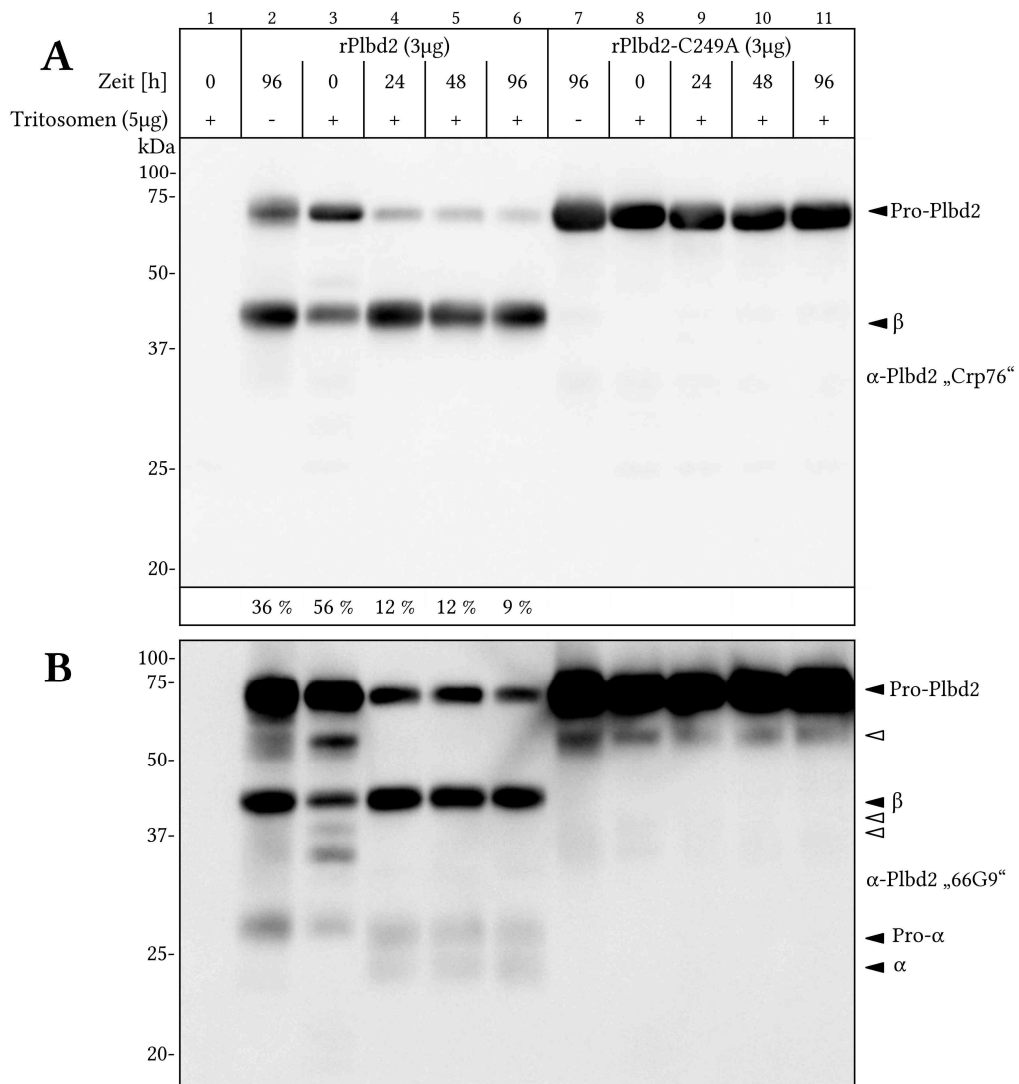 1 2 3 4 5 6 7 8 9 10 11
A
rPlbd2 (3µg) rPlbd2-C249A (3µg)
Zeit [h] 0 96 0 24 48 96 96 0 24 48 96
Tritosomen (5µg) + - + + + + - + + + +
kDa
100-
75-
Pro-Plbd2
50-
β
37-
α-Plbd2 „Crp76“
25-
20-
36 % 56 % 12 % 12 % 9 %
B
100-
75-
Pro-Plbd2
50-
β
37-
α-Plbd2 „66G9“
Pro-α
25-
α
20-